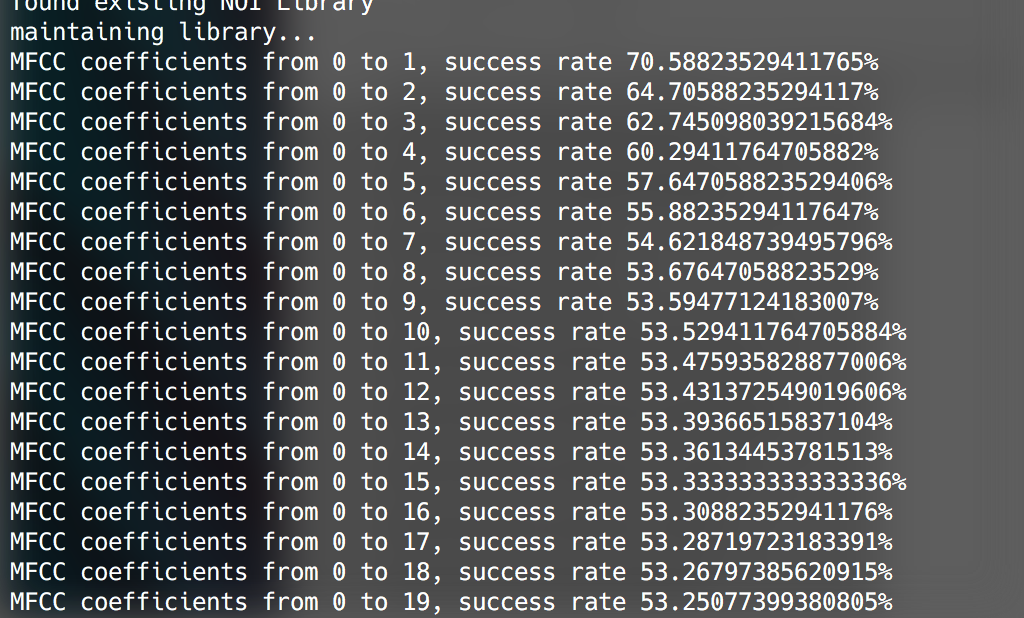 found existing NOI Library
maintaining library...
MFCC coefficients from 0 to 1, success rate 70.58823529411765%
MFCC coefficients from 0 to 2, success rate 64.70588235294117%
MFCC coefficients from 0 to 3, success rate 62.745098039215684%
MFCC coefficients from 0 to 4, success rate 60.29411764705882%
MFCC coefficients from 0 to 5, success rate 57.647058823529406%
MFCC coefficients from 0 to 6, success rate 55.88235294117647%
MFCC coefficients from 0 to 7, success rate 54.621848739495796%
MFCC coefficients from 0 to 8, success rate 53.67647058823529%
MFCC coefficients from 0 to 9, success rate 53.59477124183007%
MFCC coefficients from 0 to 10, success rate 53.529411764705884%
MFCC coefficients from 0 to 11, success rate 53.475935828877006%
MFCC coefficients from 0 to 12, success rate 53.431372549019606%
MFCC coefficients from 0 to 13, success rate 53.39366515837104%
MFCC coefficients from 0 to 14, success rate 53.36134453781513%
MFCC coefficients from 0 to 15, success rate 53.333333333333336%
MFCC coefficients from 0 to 16, success rate 53.30882352941176%
MFCC coefficients from 0 to 17, success rate 53.28719723183391%
MFCC coefficients from 0 to 18, success rate 53.26797385620915%
MFCC coefficients from 0 to 19, success rate 53.25077399380805%